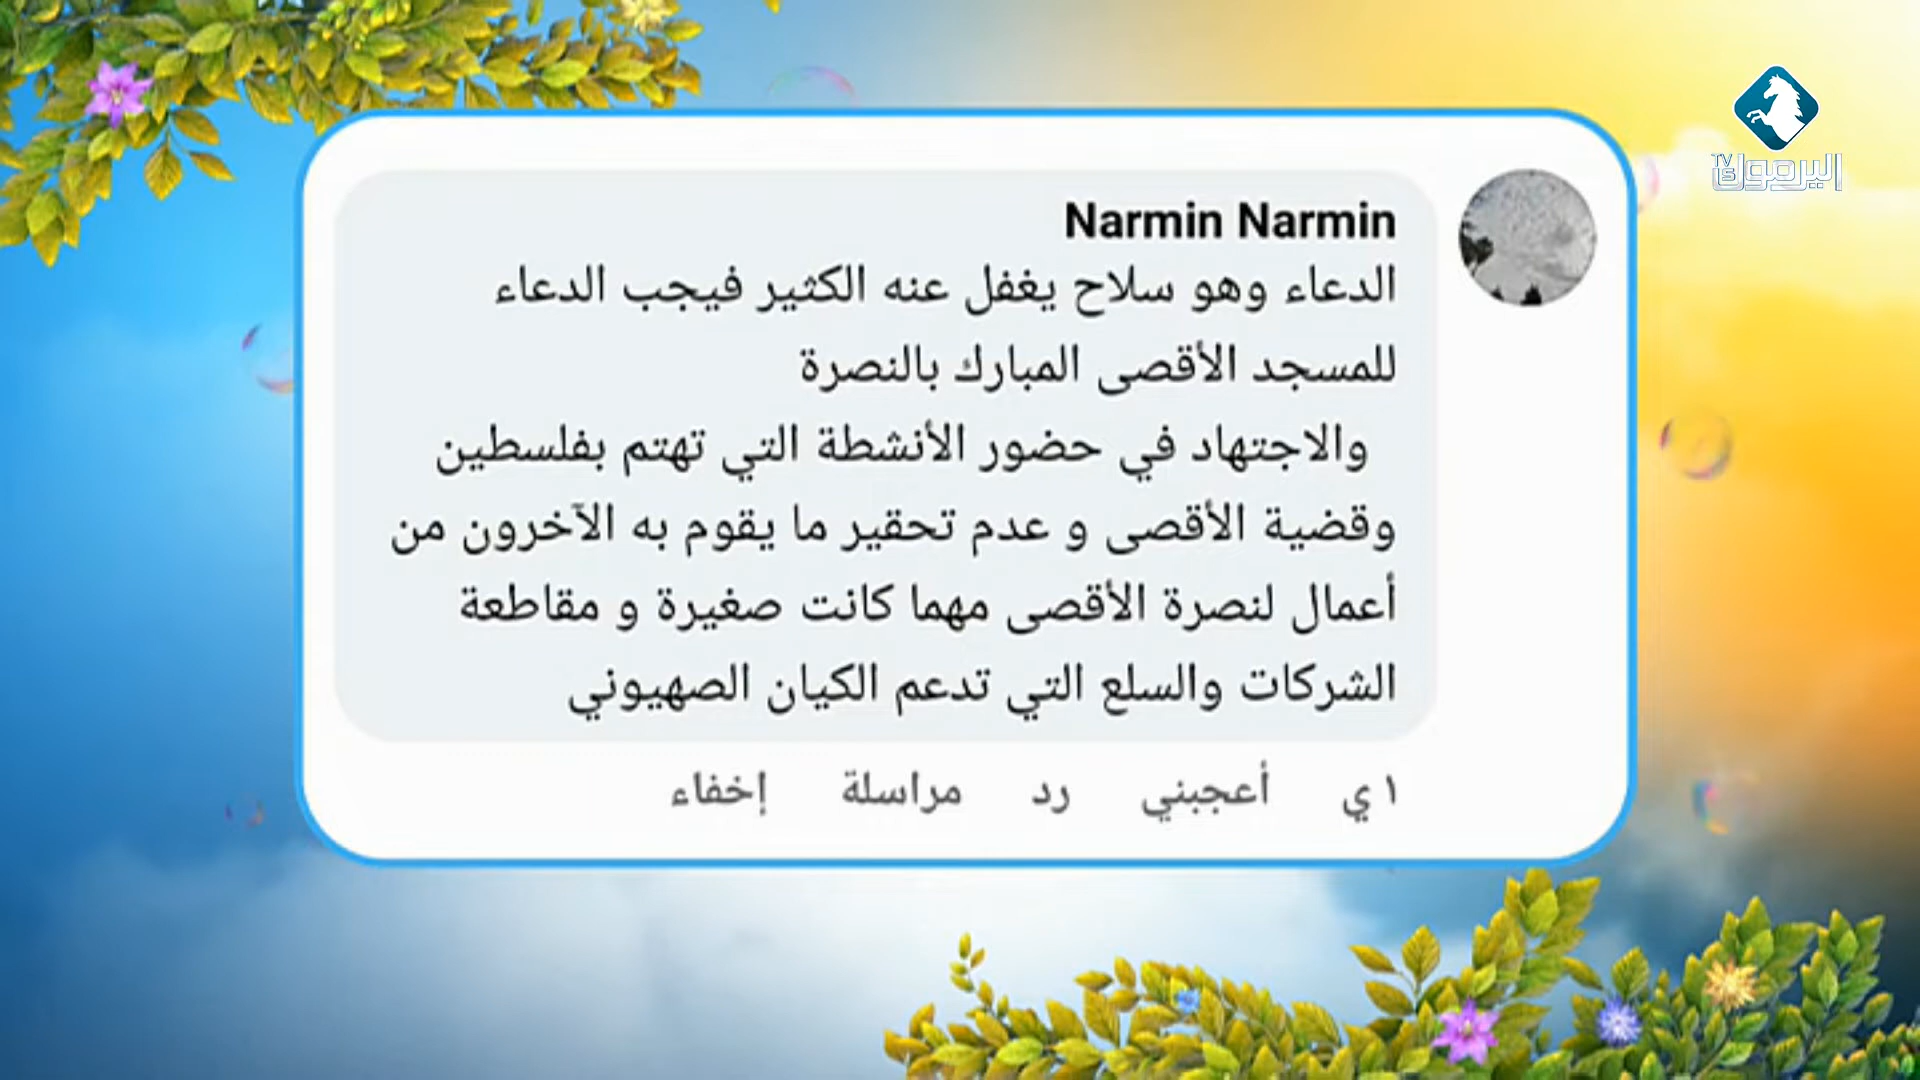 اليرموك
TV
Narmin Narmin
الدعاء وهو سلاح يغفل عنه الكثير فيجب الدعاء
للمسجد الأقصى المبارك بالنصرة
والاجتهاد في حضور الأنشطة التي تهتم بفلسطين
وقضية الأقصى و عدم تحقير ما يقوم به الآخرون من
أعمال لنصرة الأقصى مهما كانت صغيرة و مقاطعة
الشركات والسلع التي تدعم الكيان الصهيوني
١ ي أعجبني رد مراسلة إخفاء